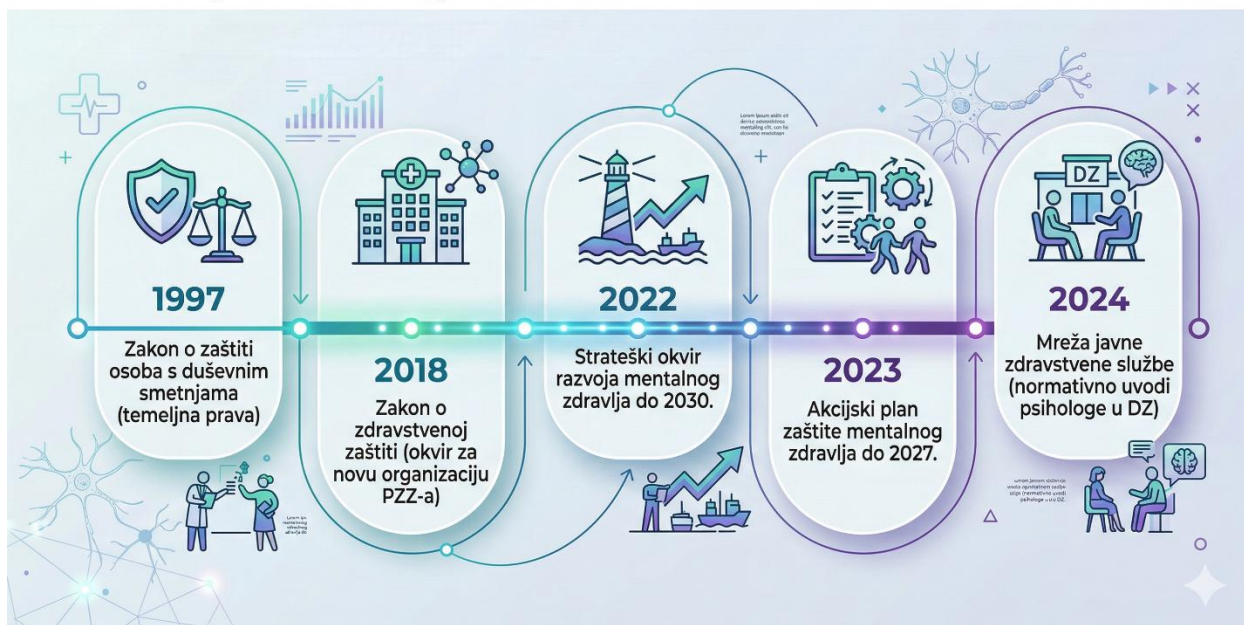 1997
Zakon o zaštiti
osoba s duševnim
smetnjama
(temeljna prava)
2018
Zakon o
zdravstvenoj
zaštiti (okvir za
novu organizaciju
PZZ-a)
2022
Strateški okvir
razvoja mentalnog
zdravlja do 2030.
2023
Akcijski plan
zaštite mentalnog
zdravlja do 2027.
DZ
2024
Mreža javne
zdravstvene službe
(normativno uvodi
psihologe u DZ)